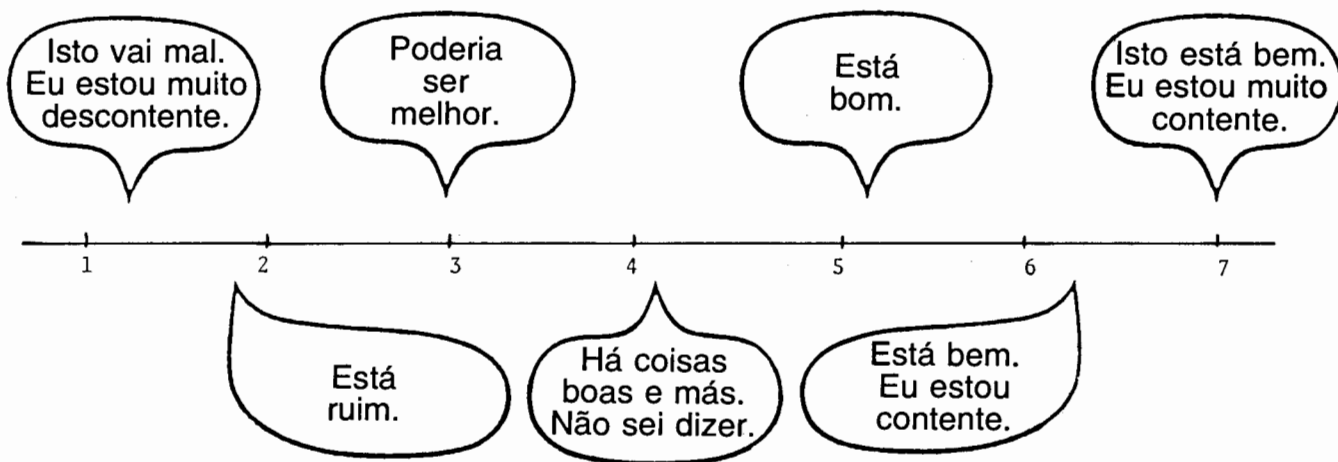 Isto vai mal.
Eu estou muito
descontente.
Poderia
ser
melhor.
Está
bom.
Isto está bem.
Eu estou muito
contente.
1 2 3 4 5 6 7
Está
ruim.
Há coisas
boas e más.
Não sei dizer.
Está bem.
Eu estou
contente.